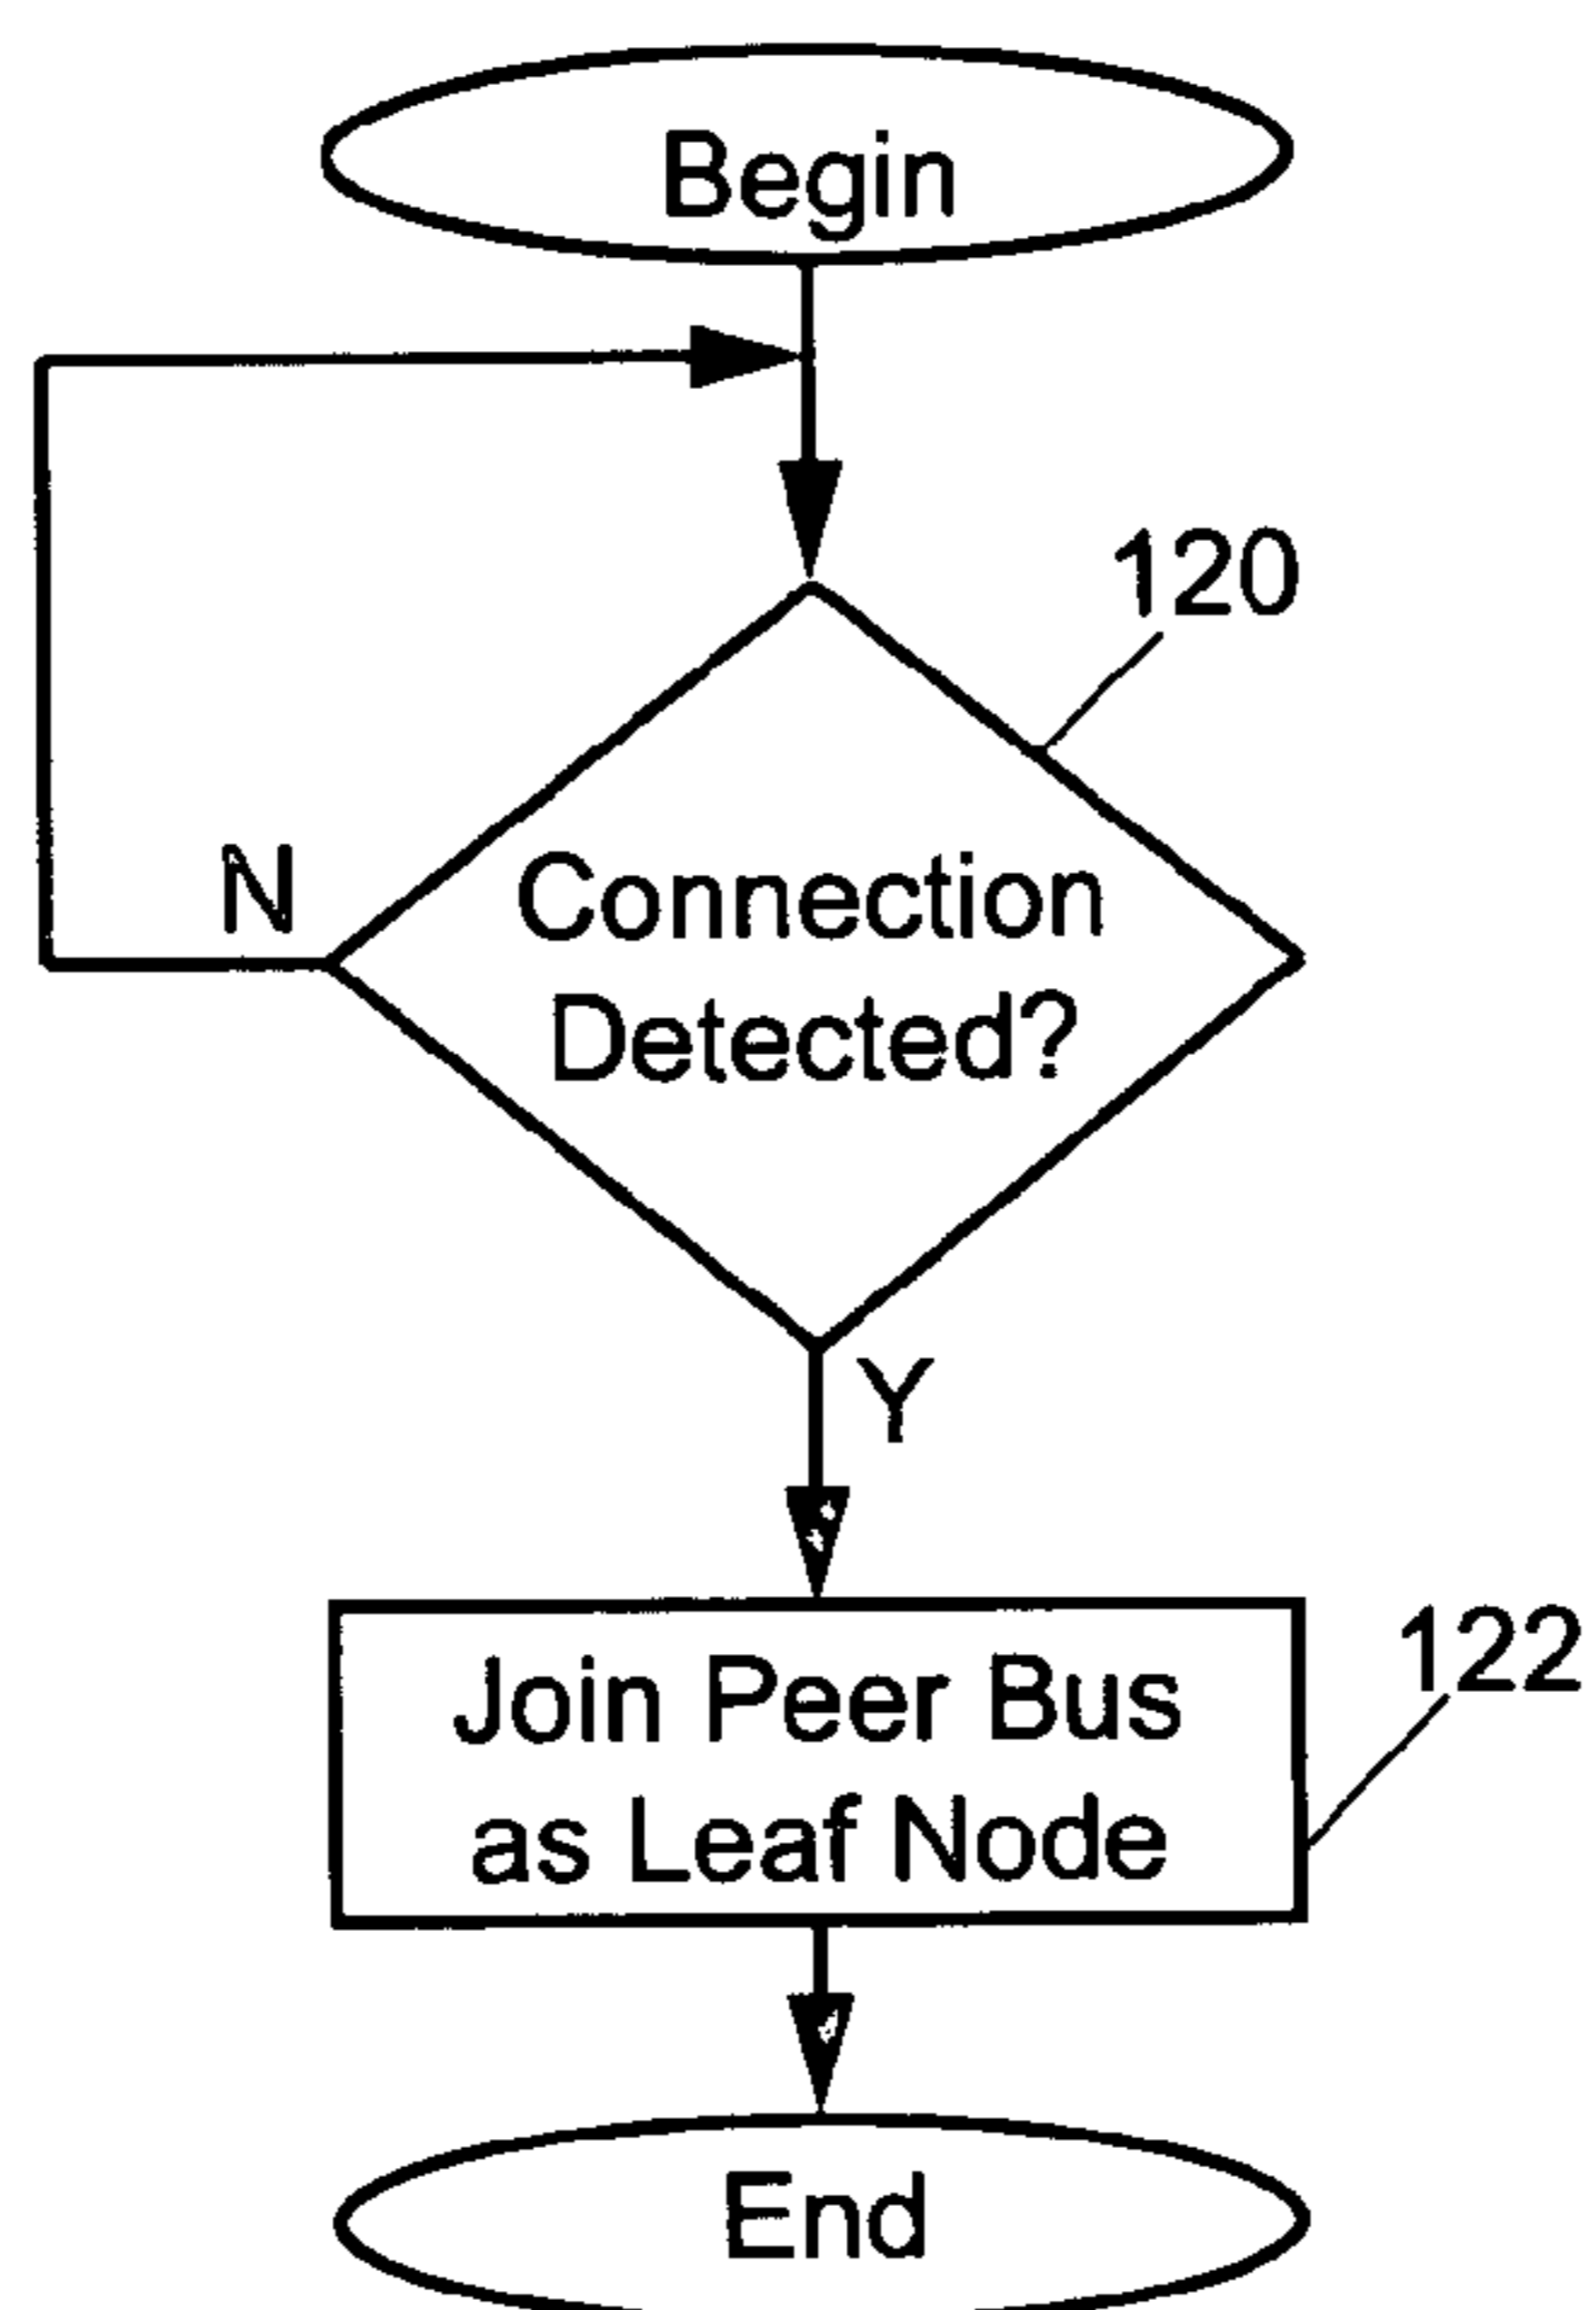 Begin
120
N
Connection
Detected?
Y
Join Peer Bus
as Leaf Node
122
End